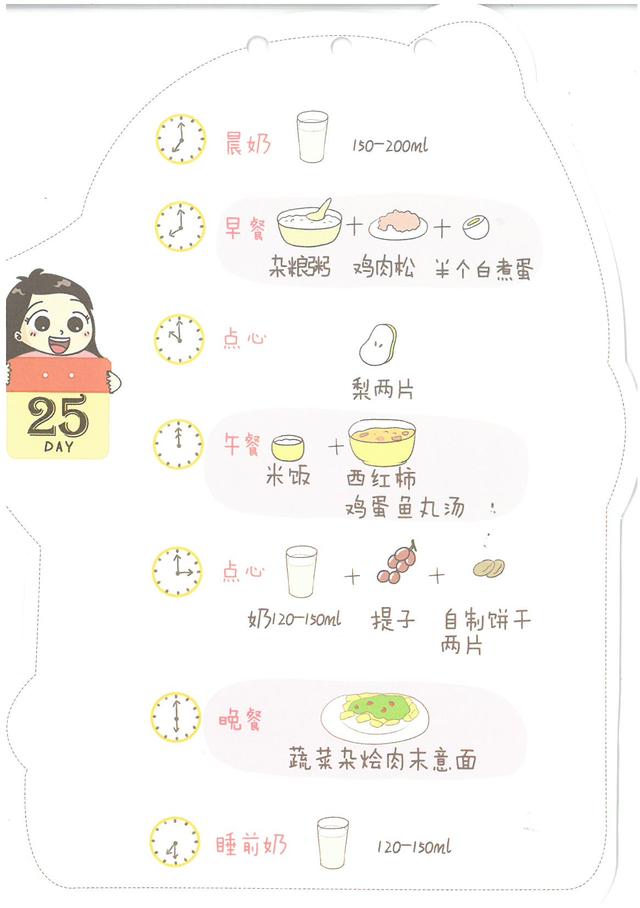 晨奶 150-200ml
早餐 + +
杂粮粥 鸡肉松 半个白煮蛋
点心
梨两片
25
DAY
午餐 +
米饭 西红柿
鸡蛋鱼丸汤
点心 + +
奶120-150ml 提子 自制饼干
两片
晚餐
蔬菜杂烩肉末意面
睡前奶 120-150ml